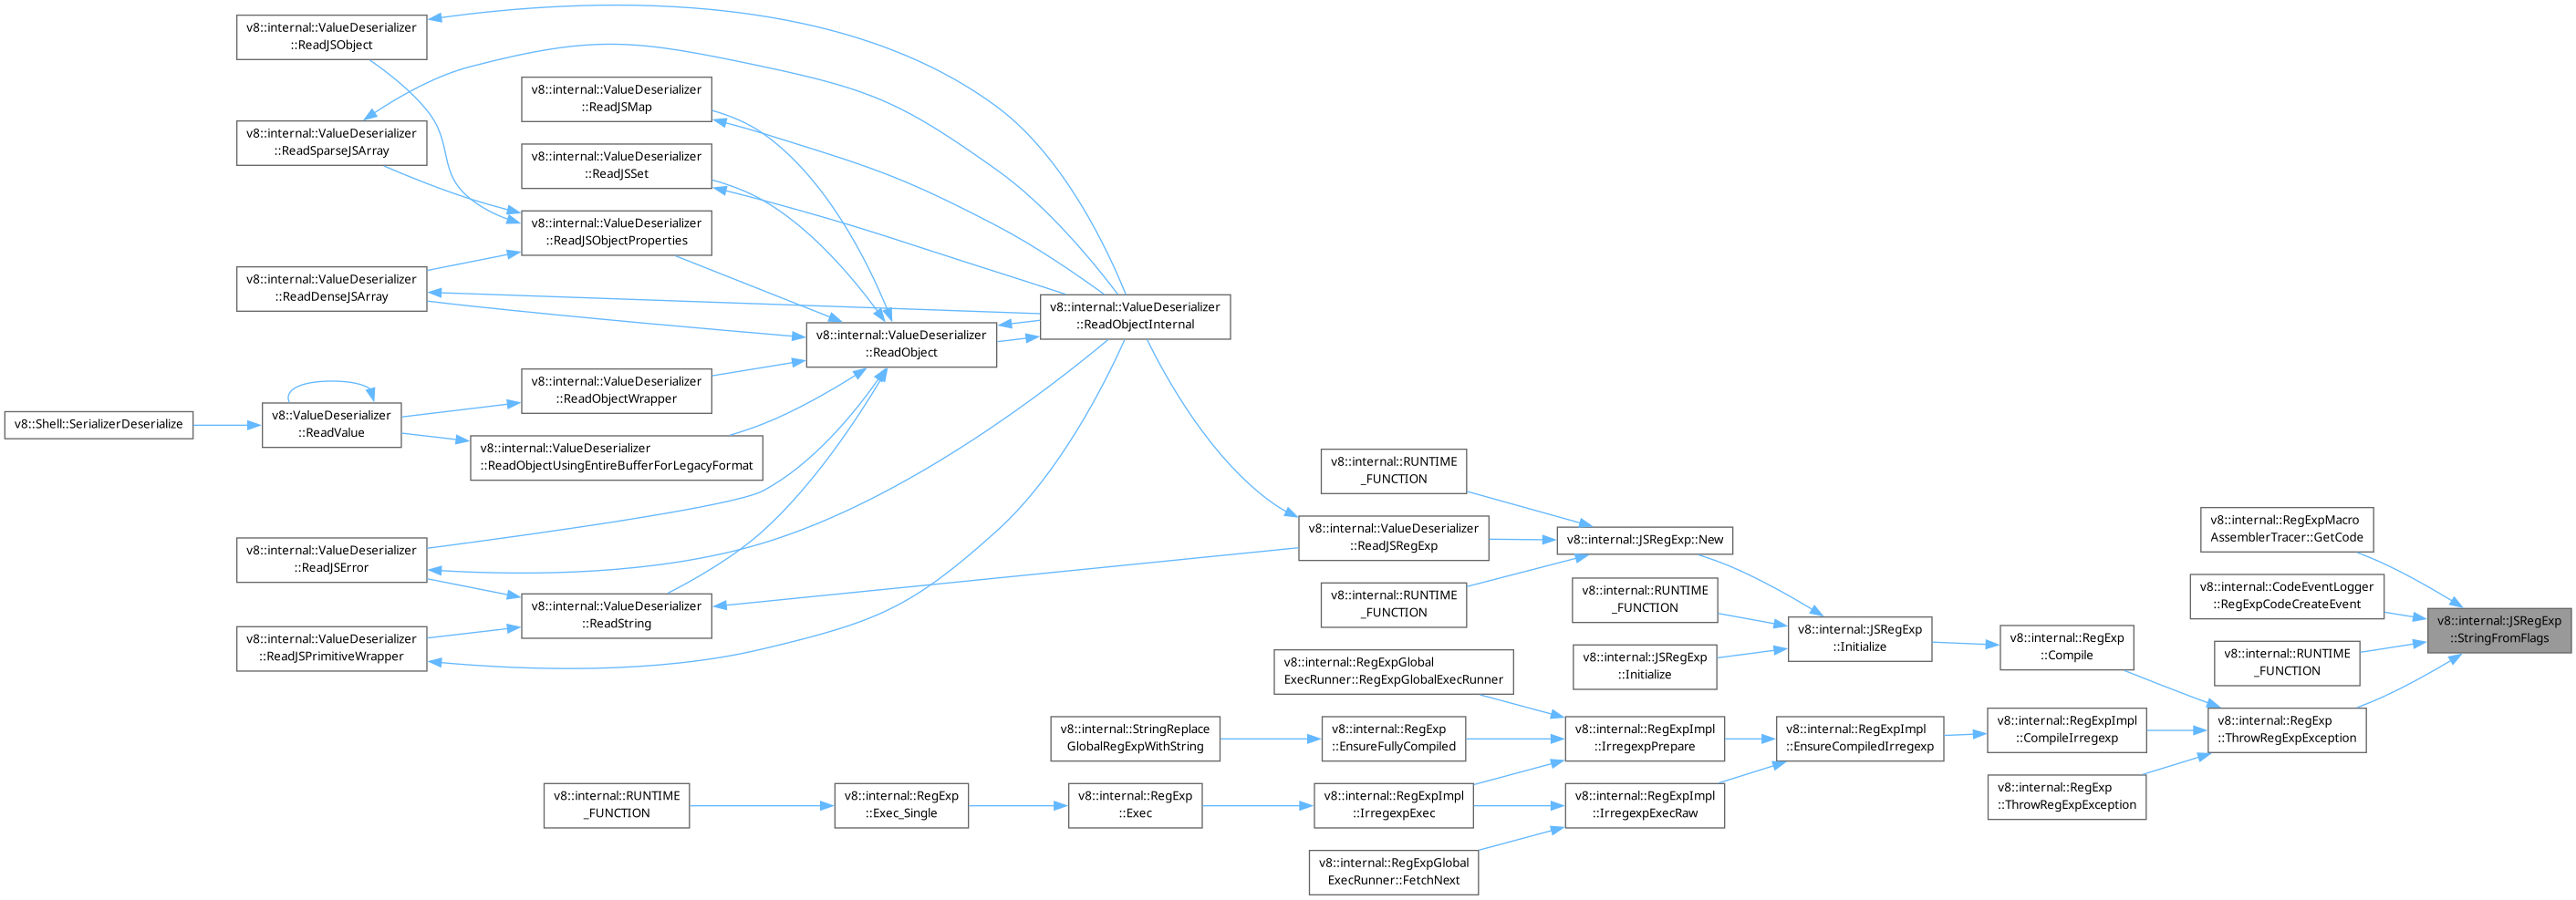 v8::internal::ValueDeserializer
::ReadJSObject
v8::internal::ValueDeserializer
::ReadJSMap
v8::internal::ValueDeserializer
::ReadSparseJSArray
v8::internal::ValueDeserializer
::ReadJSSet
v8::internal::ValueDeserializer
::ReadJSObjectProperties
v8::internal::ValueDeserializer
::ReadDenseJSArray
v8::internal::ValueDeserializer
::ReadObjectInternal
v8::internal::ValueDeserializer
::ReadObject
v8::internal::ValueDeserializer
::ReadObjectWrapper
v8::Shell::SerializerDeserialize
v8::ValueDeserializer
::ReadValue
v8::internal::ValueDeserializer
::ReadObjectUsingEntireBufferForLegacyFormat
v8::internal::RUNTIME
_FUNCTION
v8::internal::ValueDeserializer
::ReadJSRegExp
v8::internal::JSRegExp::New
v8::internal::RegExpMacro
AssemblerTracer::GetCode
v8::internal::ValueDeserializer
::ReadJSError
v8::internal::RUNTIME
_FUNCTION
v8::internal::RUNTIME
_FUNCTION
v8::internal::CodeEventLogger
::RegExpCodeCreateEvent
v8::internal::ValueDeserializer
::ReadString
v8::internal::JSRegExp
::StringFromFlags
v8::internal::JSRegExp
::Initialize
v8::internal::RegExp
::Compile
v8::internal::ValueDeserializer
::ReadJSPrimitiveWrapper
v8::internal::RUNTIME
_FUNCTION
v8::internal::JSRegExp
::Initialize
v8::internal::RegExpGlobal
ExecRunner::RegExpGlobalExecRunner
v8::internal::StringReplace
GlobalRegExpWithString
v8::internal::RegExp
::EnsureFullyCompiled
v8::internal::RegExpImpl
::IrregexpPrepare
v8::internal::RegExpImpl
::EnsureCompiledIrregexp
v8::internal::RegExpImpl
::CompileIrregexp
v8::internal::RegExp
::ThrowRegExpException
v8::internal::RUNTIME
_FUNCTION
v8::internal::RegExp
::Exec_Single
v8::internal::RegExp
::Exec
v8::internal::RegExpImpl
::IrregexpExec
v8::internal::RegExpImpl
::IrregexpExecRaw
v8::internal::RegExp
::ThrowRegExpException
v8::internal::RegExpGlobal
ExecRunner::FetchNext